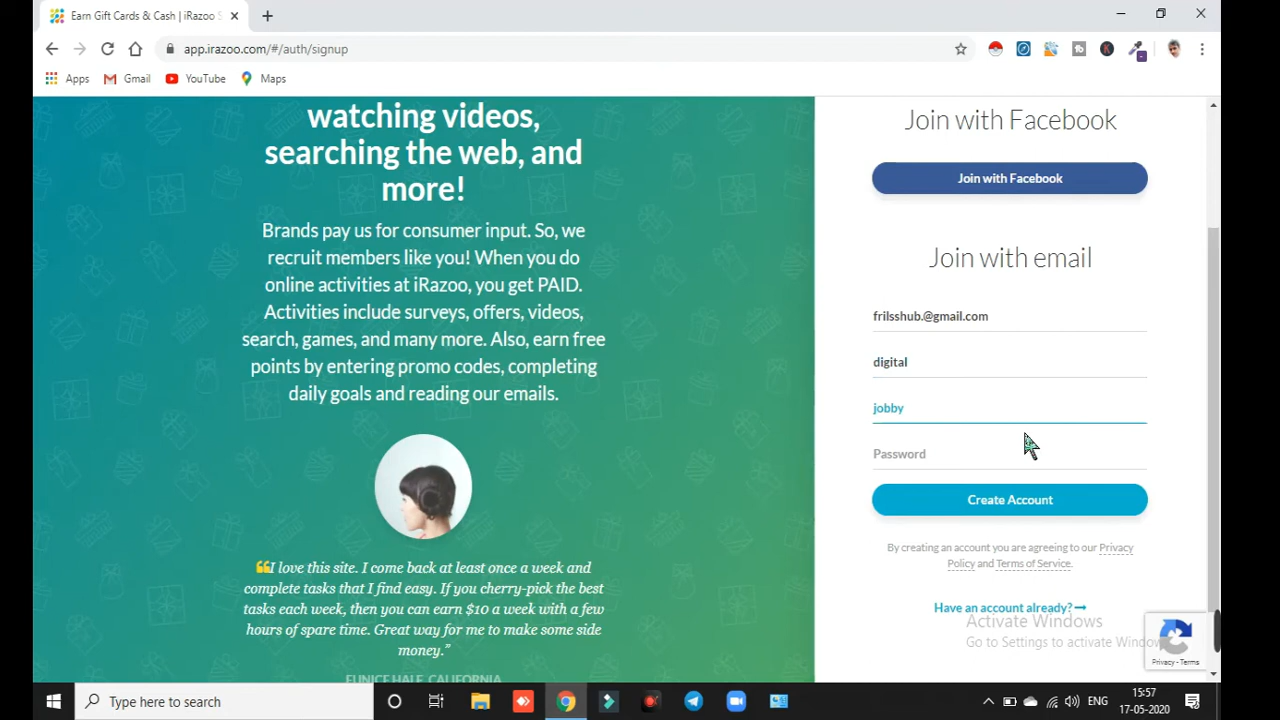 Earn Gift Cards & Cash | iRazoo S
app.irazoo.com/#/auth/signup
Apps Gmail YouTube Maps
watching videos,
searching the web, and
more!
Brands pay us for consumer input. So, we
recruit members like you! When you do
online activities at iRazoo, you get PAID.
Activities include surveys, offers, videos,
search, games, and many more. Also, earn free
points by entering promo codes, completing
daily goals and reading our emails.
❝I love this site. I come back at least once a week and
complete tasks that I find easy. If you cherry-pick the best
tasks each week, then you can earn $10 a week with a few
hours of spare time. Great way for me to make some side
money.”
EUNICE HALE, CALIFORNIA
Join with Facebook
Join with Facebook
Join with email
frilsshub.@gmail.com
digital
jobby
Password
Create Account
By creating an account you are agreeing to our Privacy
Policy and Terms of Service.
Have an account already?
Activate Windows
Go to Settings to activate Windows
Privacy - Terms
Type here to search
ENG
15:57
17-05-2020